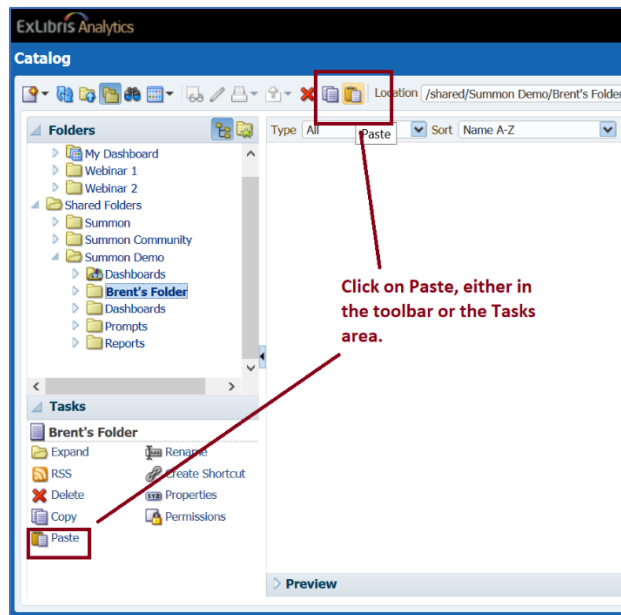 ExLibris Analytics
Catalog
Location /shared/Summon Demo/Brent's Folder
Folders
Type All Paste Sort Name A-Z
My Dashboard
Webinar 1
Webinar 2
Shared Folders
Summon
Summon Community
Summon Demo
Dashboards
Brent's Folder
Dashboards
Prompts
Reports
Click on Paste, either in
the toolbar or the Tasks
area.
Tasks
Brent's Folder
Expand Rename
RSS Create Shortcut
Delete Properties
Copy Permissions
Paste
Preview